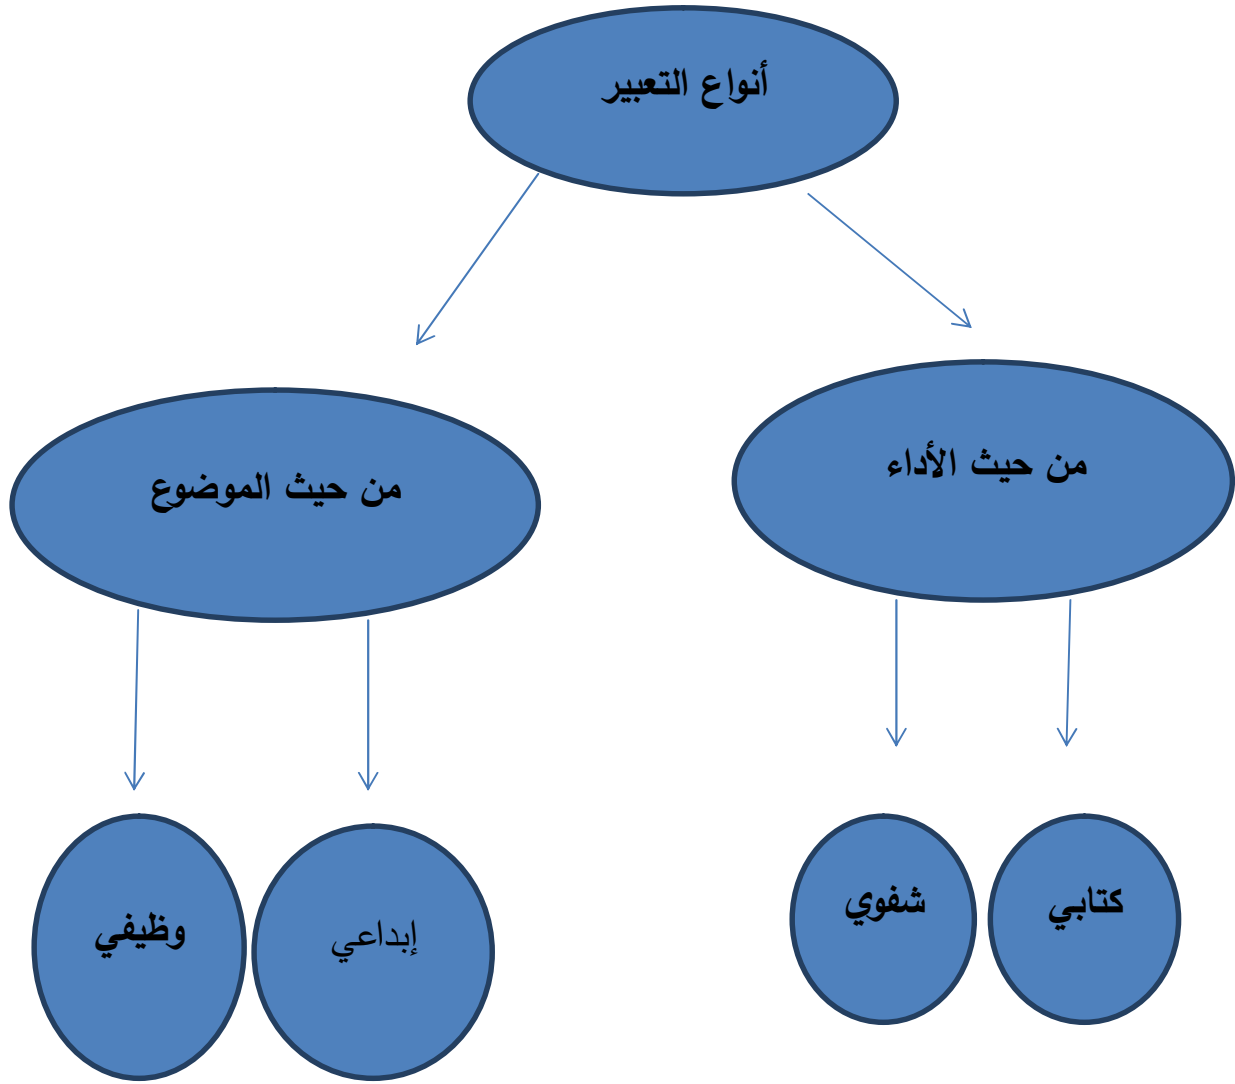 أنواع التعبير
من حيث الأداء
من حيث الموضوع
كتابي
شفوي
إبداعي
وظيفي